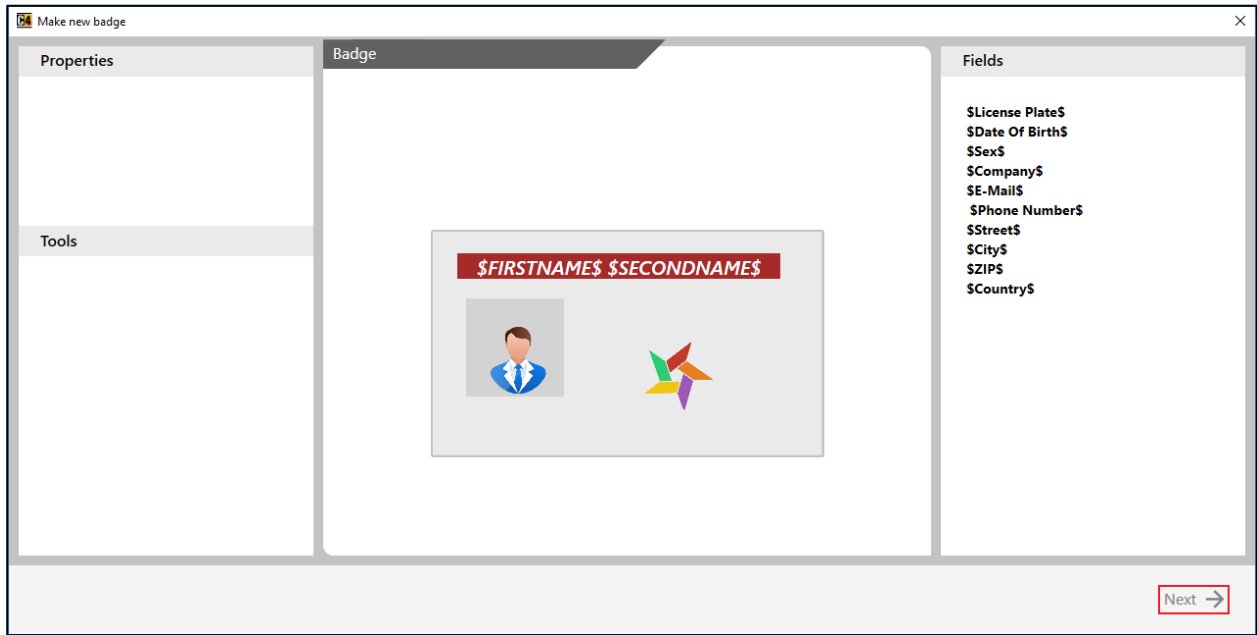 C4 Make new badge
Properties
Tools
Badge
$FIRSTNAME$ $SECONDNAME$
Fields
$License Plate$
$Date Of Birth$
$Sex$
$Company$
$E-Mail$
$Phone Number$
$Street$
$City$
$ZIP$
$Country$
Next